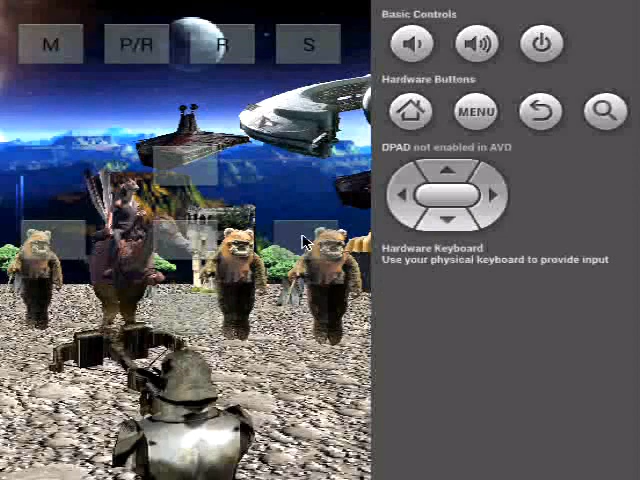 Basic Controls
M P/R R S
Hardware Buttons
MENU
DPAD not enabled in AVD
Hardware Keyboard
Use your physical keyboard to provide input